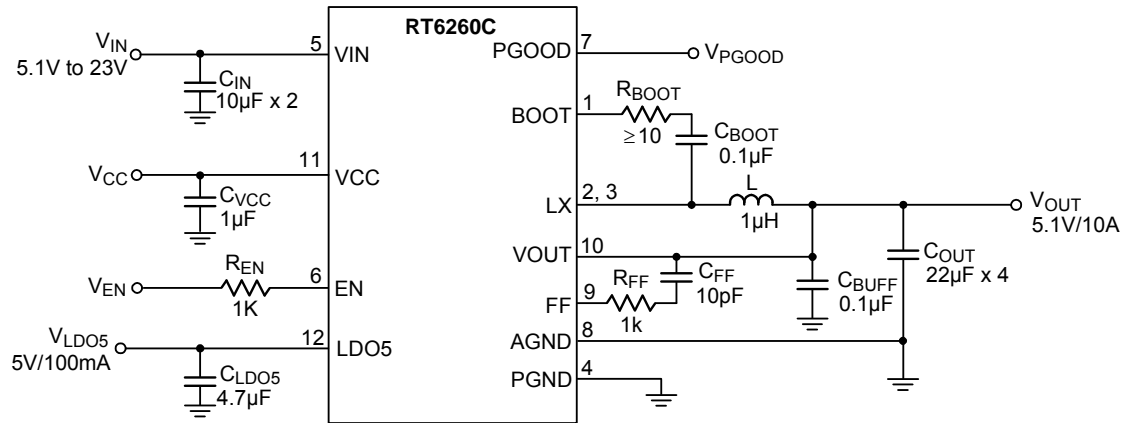 RT6260C
VIN
5.1V to 23V
5
VIN
CIN
10µF x 2
VCC
11
VCC
CVCC
1µF
VEN
REN
1K
6
EN
VLDO5
5V/100mA
12
LDO5
CLDO5
4.7µF
PGOOD
7
VPGOOD
BOOT
1
RBOOT
≥10
CBOOT
0.1µF
LX
2, 3
L
1µH
VOUT
5.1V/10A
VOUT
10
RFF
1k
CFF
10pF
CBUFF
0.1µF
COUT
22µF x 4
FF
9
AGND
8
PGND
4